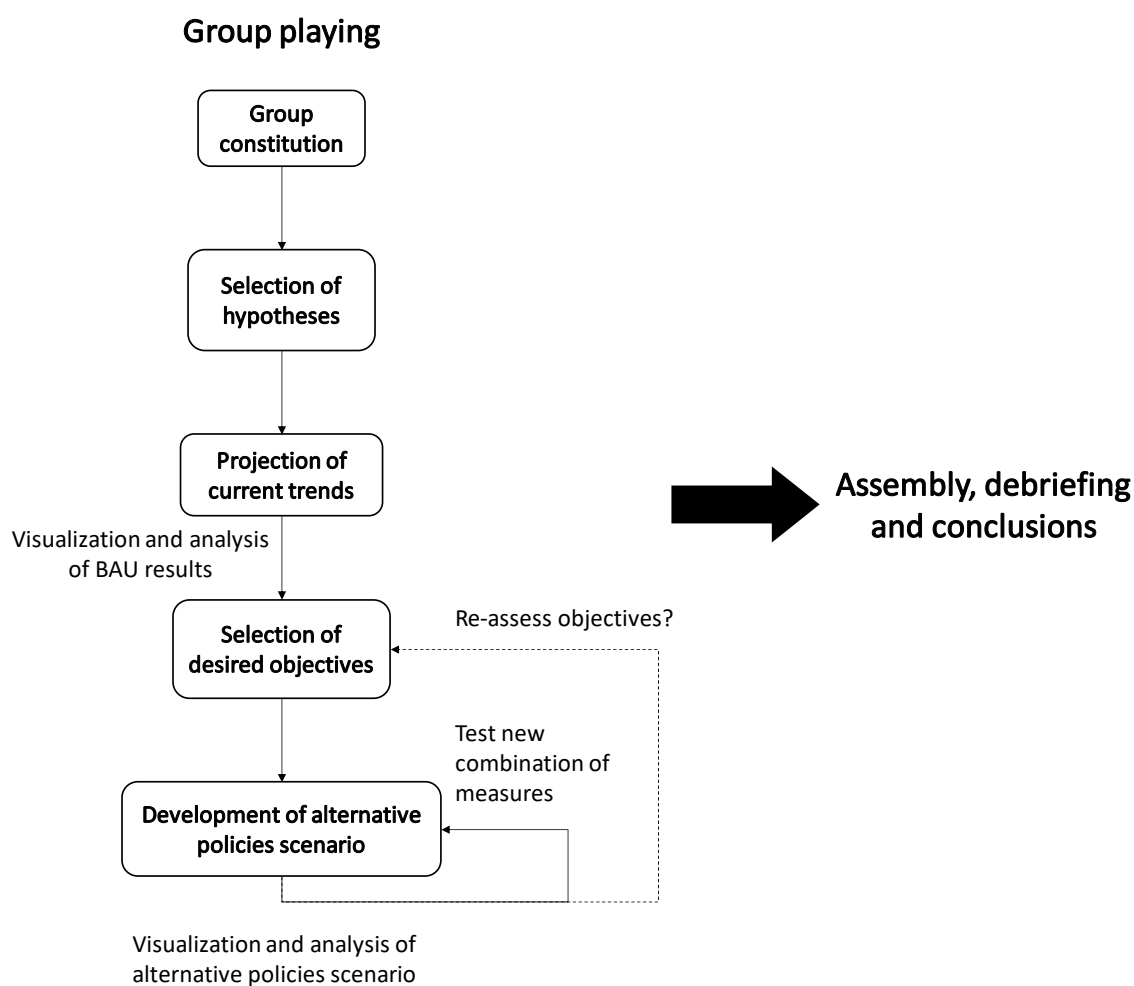 Group playing
Group
constitution
Selection of
hypotheses
Projection of
current trends
Visualization and analysis
of BAU results
Selection of
desired objectives
Re-assess objectives?
Test new
combination of
measures
Development of alternative
policies scenario
Visualization and analysis of
alternative policies scenario
Assembly, debriefing
and conclusions